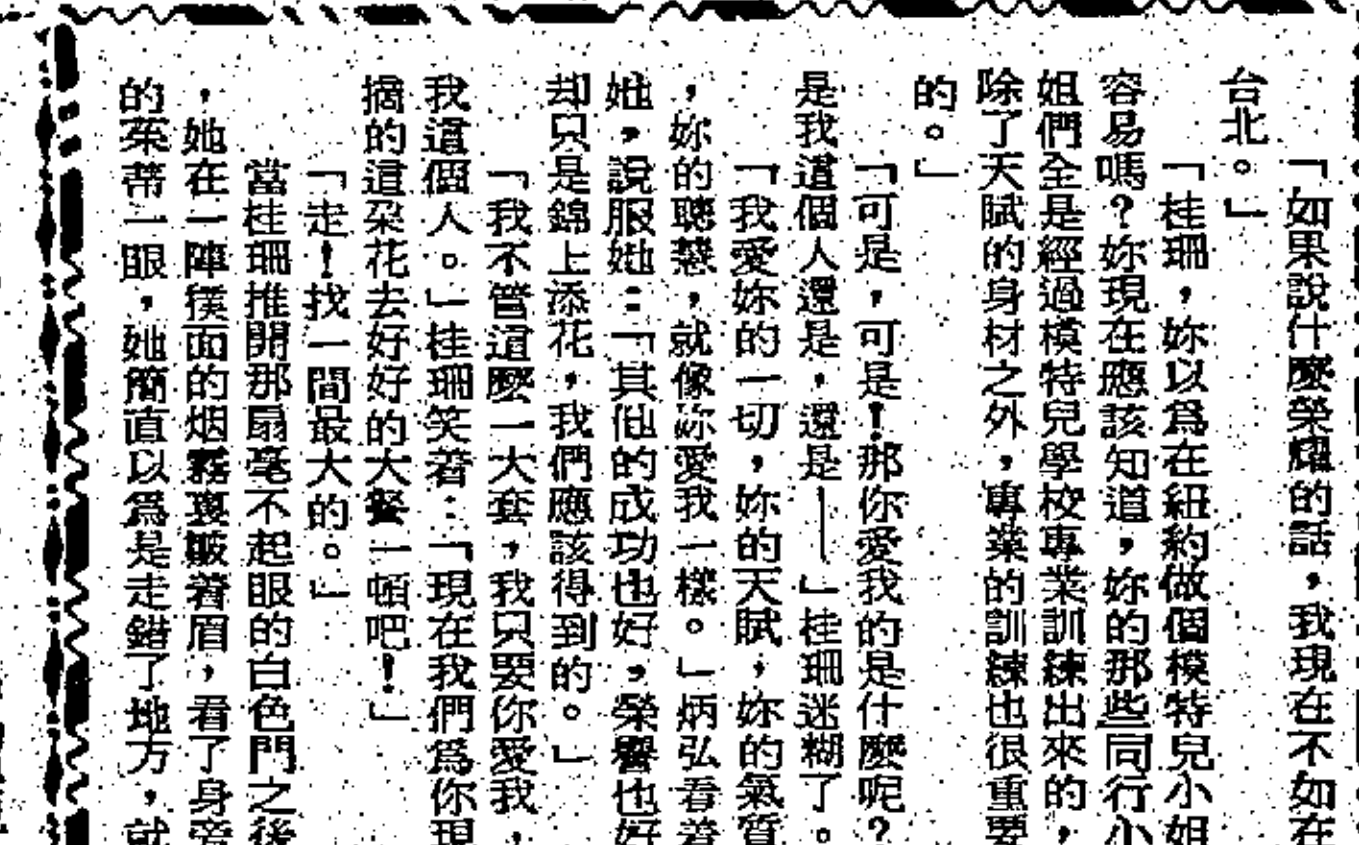 「如果說什麼榮耀的話，我現在不如在
台北。」
「桂珊，妳以爲在紐約做個模特兒小姐
容易嗎？妳現在應該知道，妳的那些同行小
姐們全是經過模特兒學校專業訓練出來的，
除了天賦的身材之外，專業的訓練也很重要
的。」
「可是，可是！那你愛我的是什麼呢？
是我這個人還是，還是——」桂珊迷糊了。
「我愛妳的一切，妳的天賦，妳的氣質
，妳的聰慧，就像妳愛我一樣。」炳弘看着
她，說服她：「其他的成功也好，榮譽也好
却只是錦上添花，我們應該得到的。」
「我不管這麼一大套，我只要你愛我，
我這個人。」桂珊笑着：「現在我們爲你現
摘的這朶花去好好的大餐一頓吧！」
「走！找一間最大的。」
當桂珊推開那扇毫不起眼的白色門之後
，她在一陣撲面的烟霧裏皺着眉，看了身旁
的茱蒂一眼，她簡直以爲是走錯了地方，就